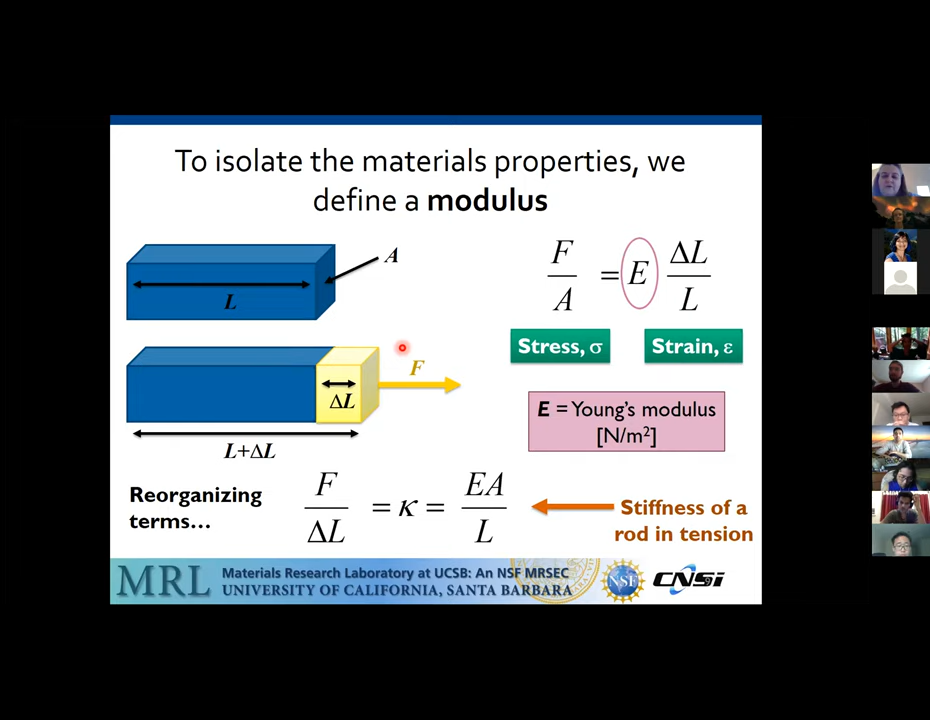 To isolate the materials properties, we
define a modulus
A
L
F
ΔL
L+ΔL
F/A = E ΔL/L
Stress, σ
Strain, ε
E = Young's modulus
[N/m²]
Reorganizing
terms...
F/ΔL = κ = EA/L
Stiffness of a
rod in tension
MRL
Materials Research Laboratory at UCSB: An NSF MRSEC
UNIVERSITY OF CALIFORNIA, SANTA BARBARA
NSF
CNSi